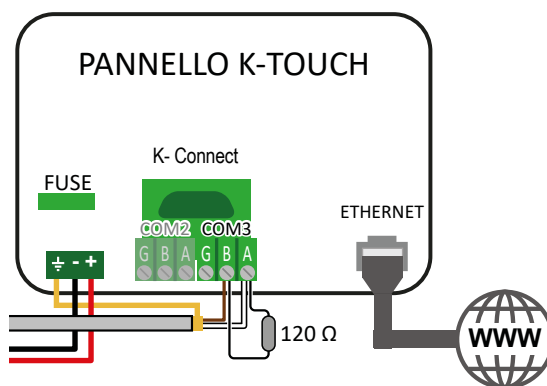 PANNELLO K-TOUCH
K- Connect
FUSE
ETHERNET
COM2 COM3
G B A G B A
- +
120 Ω
WWW